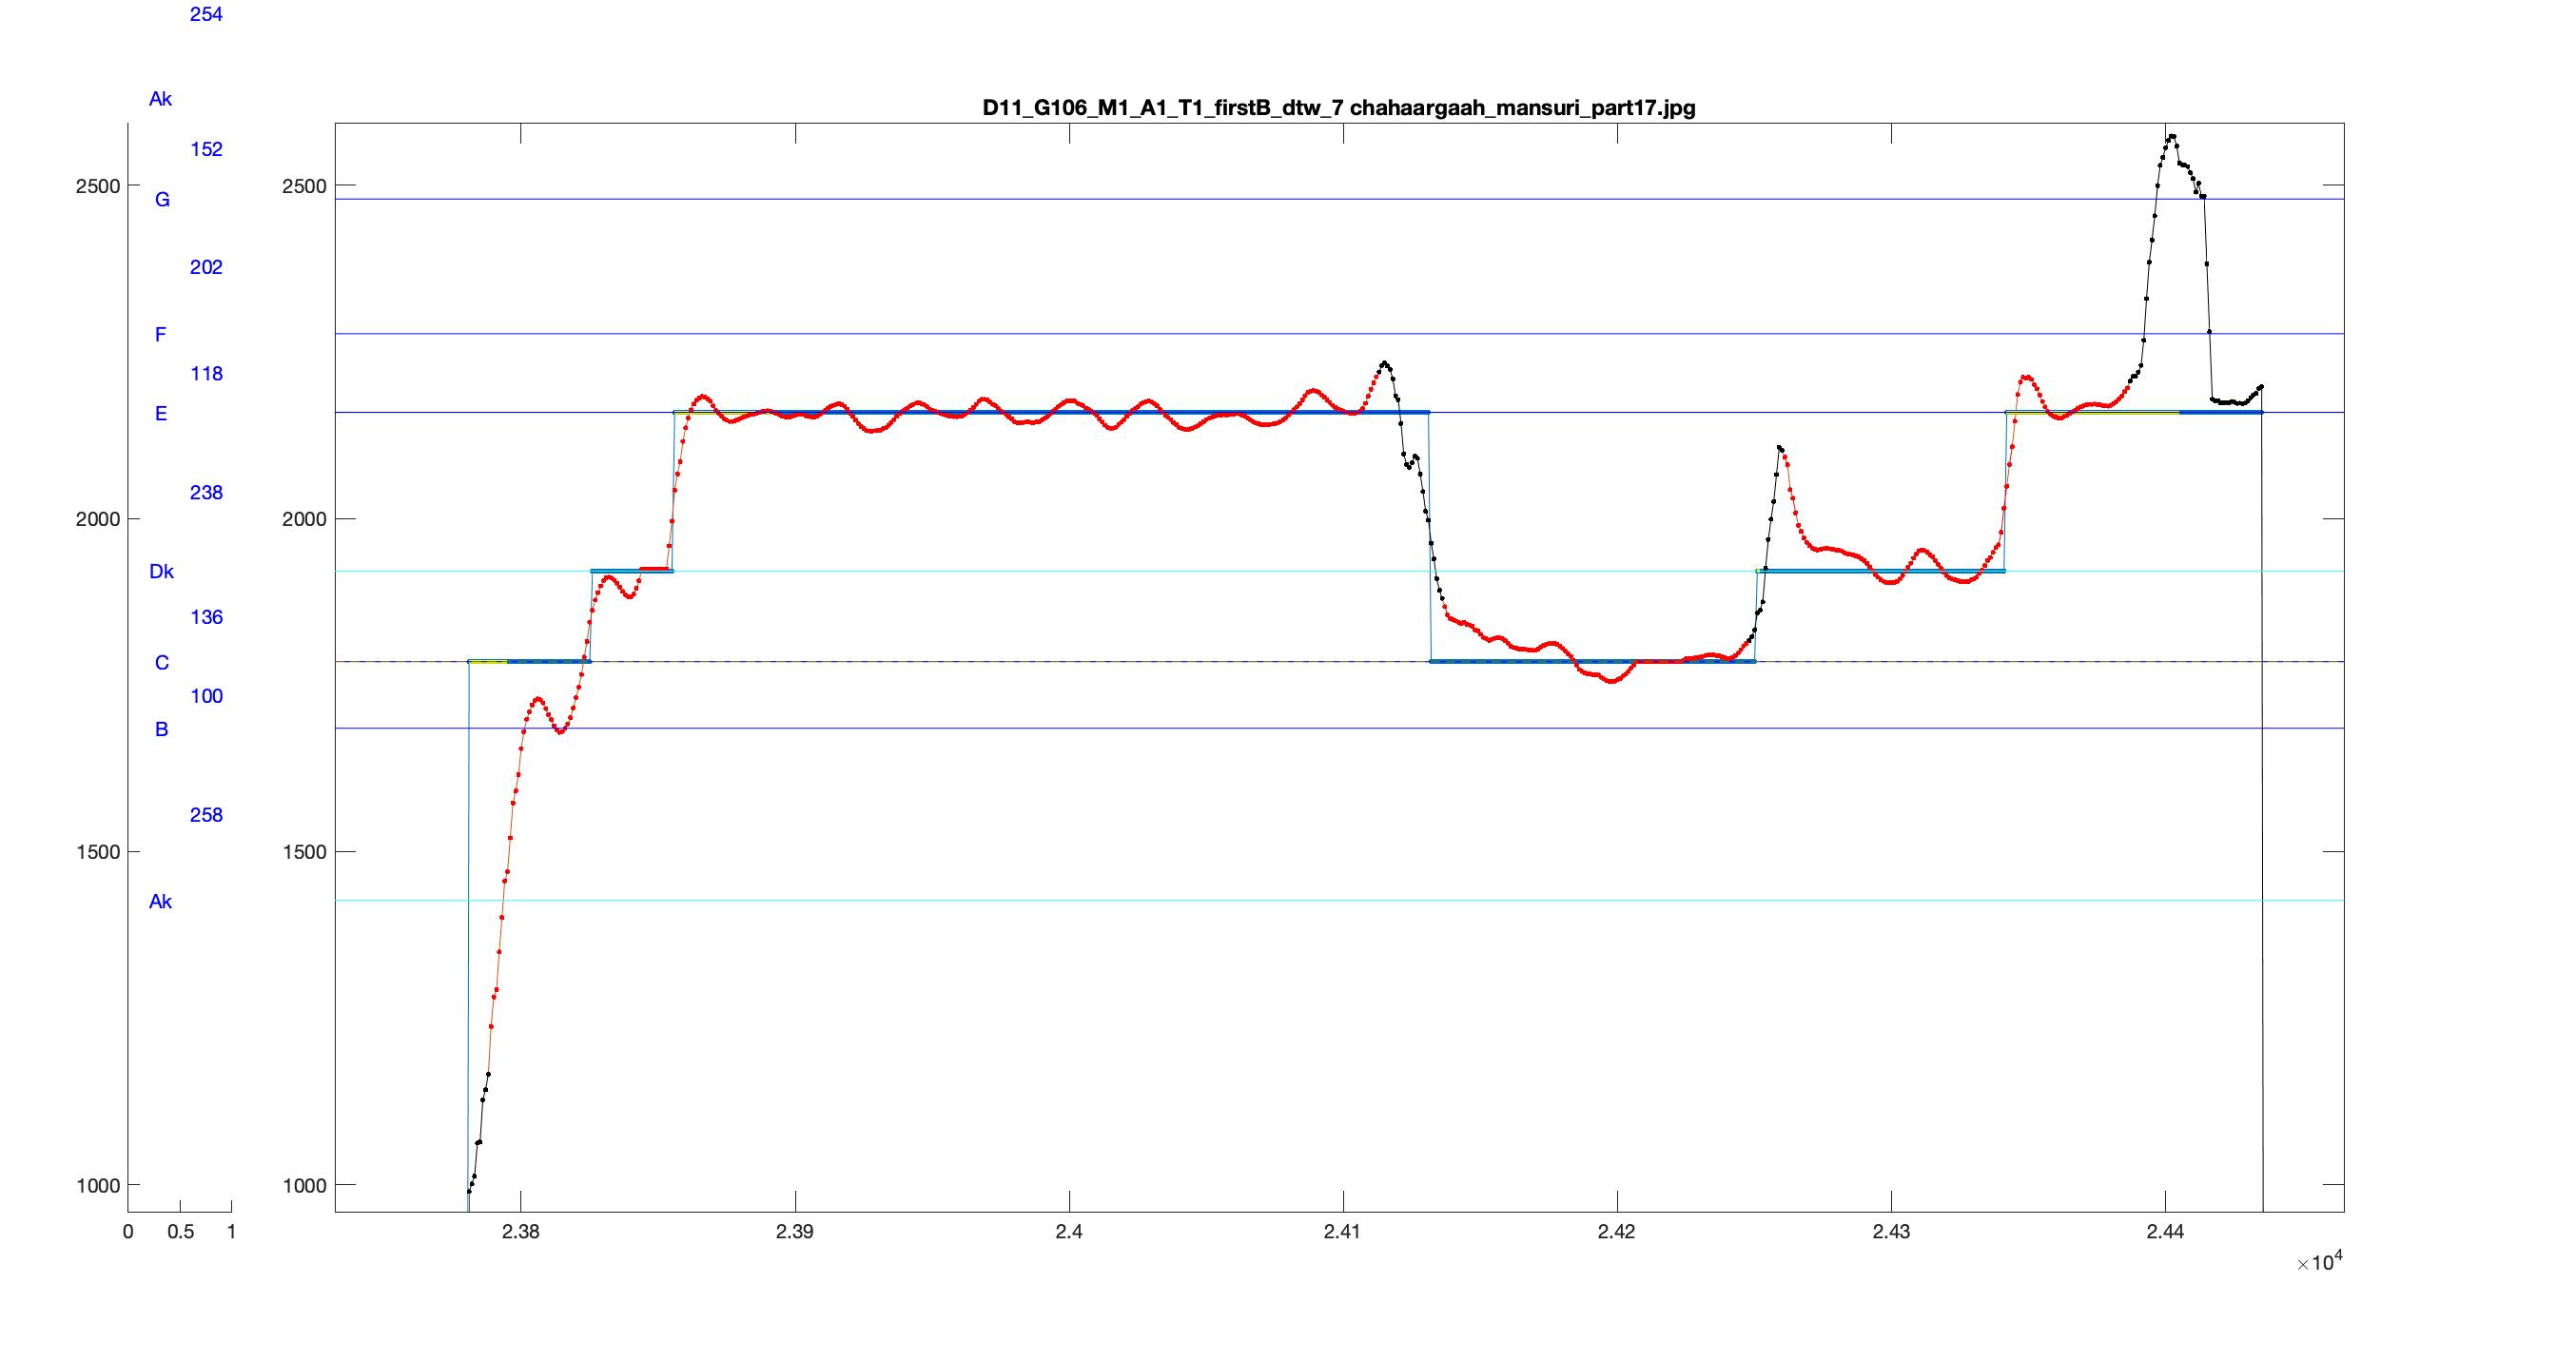 254
Ak
D11_G106_M1_A1_T1_firstB_dtw_7 chahaargaah_mansuri_part17.jpg
152
2500 2500
G
202
F
118
E
238
2000 2000
Dk
136
C
100
B
258
1500 1500
Ak
1000 1000
0 0.5 1 2.38 2.39 2.4 2.41 2.42 2.43 2.44
×10⁴